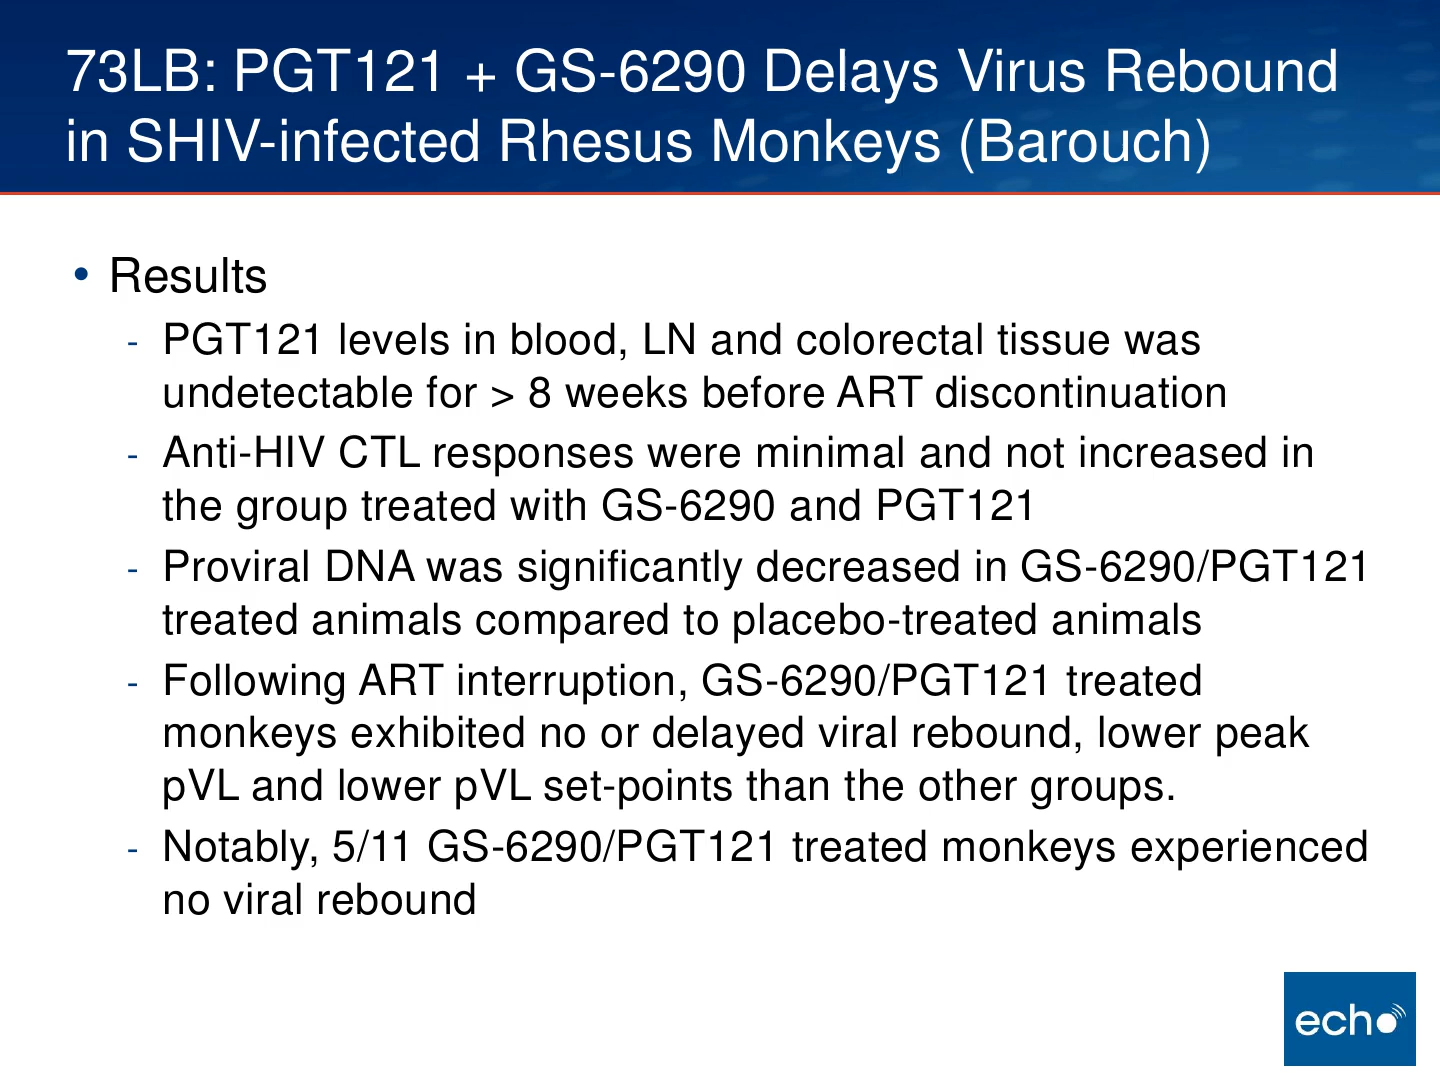 73LB: PGT121 + GS-6290 Delays Virus Rebound
in SHIV-infected Rhesus Monkeys (Barouch)
• Results
- PGT121 levels in blood, LN and colorectal tissue was
undetectable for > 8 weeks before ART discontinuation
- Anti-HIV CTL responses were minimal and not increased in
the group treated with GS-6290 and PGT121
- Proviral DNA was significantly decreased in GS-6290/PGT121
treated animals compared to placebo-treated animals
- Following ART interruption, GS-6290/PGT121 treated
monkeys exhibited no or delayed viral rebound, lower peak
pVL and lower pVL set-points than the other groups.
- Notably, 5/11 GS-6290/PGT121 treated monkeys experienced
no viral rebound
echo